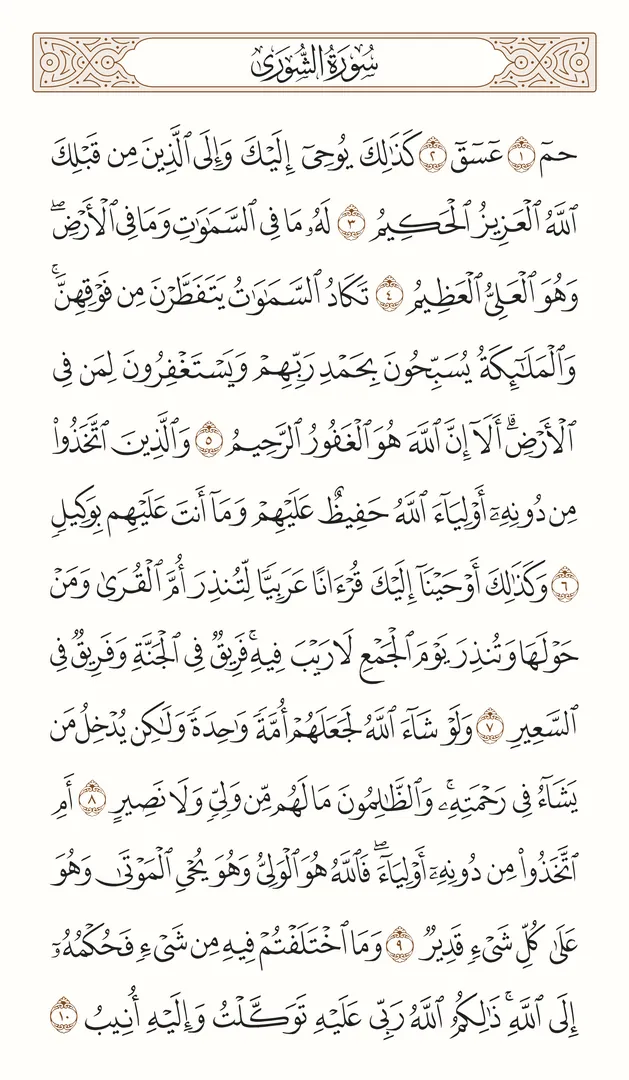 سُورَةُ الشُّورَىٰ
حمٓ ١ عٓسٓقٓ ٢ كَذَٰلِكَ يُوحِىٓ إِلَيْكَ وَإِلَى ٱلَّذِينَ مِن قَبْلِكَ
ٱللَّهُ ٱلْعَزِيزُ ٱلْحَكِيمُ ٣ لَهُۥ مَا فِى ٱلسَّمَٰوَٰتِ وَمَا فِى ٱلْأَرْضِۖ
وَهُوَ ٱلْعَلِىُّ ٱلْعَظِيمُ ٤ تَكَادُ ٱلسَّمَٰوَٰتُ يَتَفَطَّرْنَ مِن فَوْقِهِنَّۚ
وَٱلْمَلَٰٓئِكَةُ يُسَبِّحُونَ بِحَمْدِ رَبِّهِمْ وَيَسْتَغْفِرُونَ لِمَن فِى
ٱلْأَرْضِۗ أَلَآ إِنَّ ٱللَّهَ هُوَ ٱلْغَفُورُ ٱلرَّحِيمُ ٥ وَٱلَّذِينَ ٱتَّخَذُوا۟
مِن دُونِهِۦٓ أَوْلِيَآءَ ٱللَّهُ حَفِيظٌ عَلَيْهِمْ وَمَآ أَنتَ عَلَيْهِم بِوَكِيلٍ
٦ وَكَذَٰلِكَ أَوْحَيْنَآ إِلَيْكَ قُرْءَانًا عَرَبِيًّا لِّتُنذِرَ أُمَّ ٱلْقُرَىٰ وَمَنْ
حَوْلَهَا وَتُنذِرَ يَوْمَ ٱلْجَمْعِ لَا رَيْبَ فِيهِۚ فَرِيقٌ فِى ٱلْجَنَّةِ وَفَرِيقٌ فِى
ٱلسَّعِيرِ ٧ وَلَوْ شَآءَ ٱللَّهُ لَجَعَلَهُمْ أُمَّةً وَٰحِدَةً وَلَٰكِن يُدْخِلُ مَن
يَشَآءُ فِى رَحْمَتِهِۦۚ وَٱلظَّٰلِمُونَ مَا لَهُم مِّن وَلِىٍّ وَلَا نَصِيرٍ ٨ أَمِ
ٱتَّخَذُوا۟ مِن دُونِهِۦٓ أَوْلِيَآءَۖ فَٱللَّهُ هُوَ ٱلْوَلِىُّ وَهُوَ يُحْىِ ٱلْمَوْتَىٰ وَهُوَ
عَلَىٰ كُلِّ شَىْءٍ قَدِيرٌ ٩ وَمَا ٱخْتَلَفْتُمْ فِيهِ مِن شَىْءٍ فَحُكْمُهُۥٓ
إِلَى ٱللَّهِۚ ذَٰلِكُمُ ٱللَّهُ رَبِّى عَلَيْهِ تَوَكَّلْتُ وَإِلَيْهِ أُنِيبُ ١٠